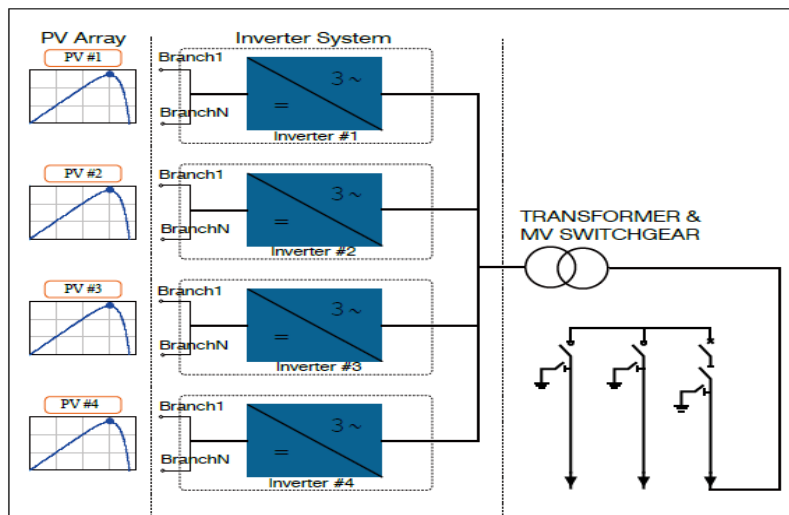 PV Array
Inverter System
PV #1
Branch1
3~
=
BranchN
Inverter #1
PV #2
Branch1
3~
=
BranchN
Inverter #2
TRANSFORMER &
MV SWITCHGEAR
PV #3
Branch1
3~
=
BranchN
Inverter #3
PV #4
Branch1
3~
=
BranchN
Inverter #4